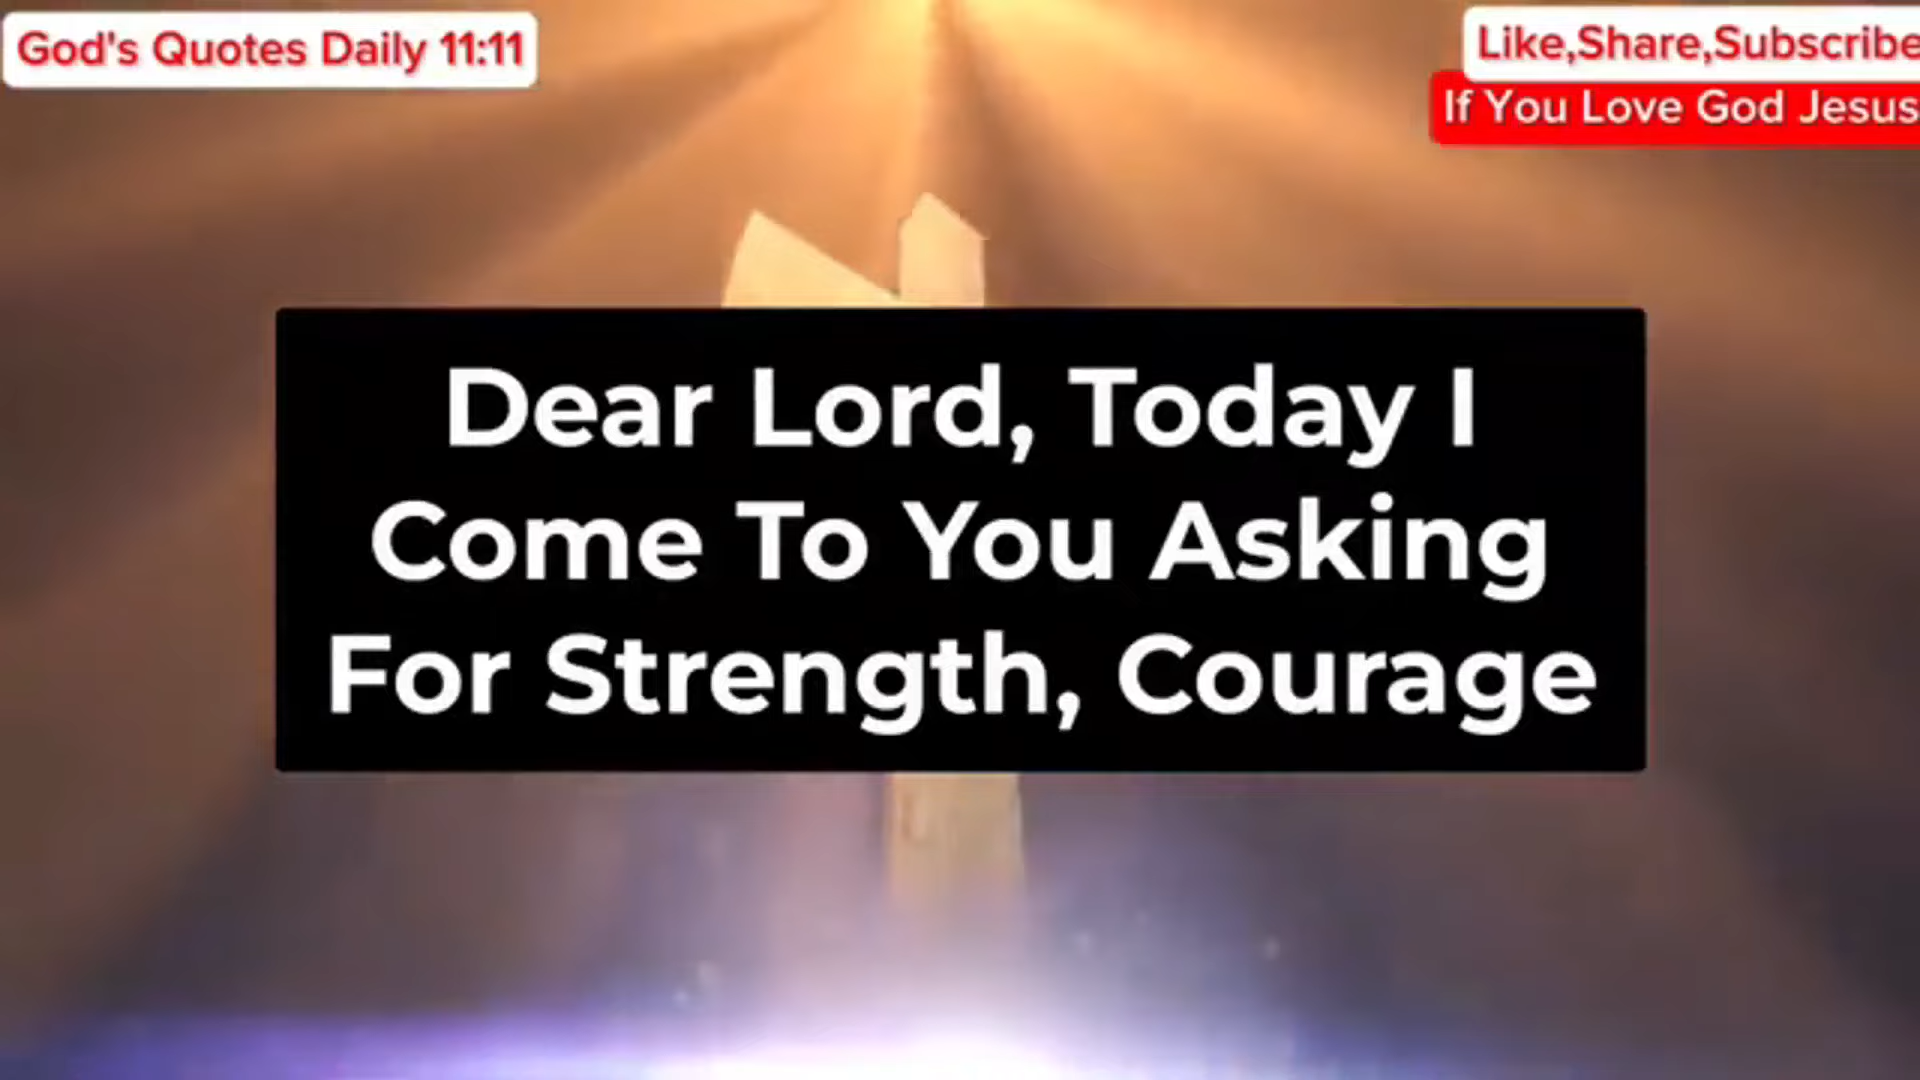 God's Quotes Daily 11:11
Like,Share,Subscribe
If You Love God Jesus
Dear Lord, Today I
Come To You Asking
For Strength, Courage